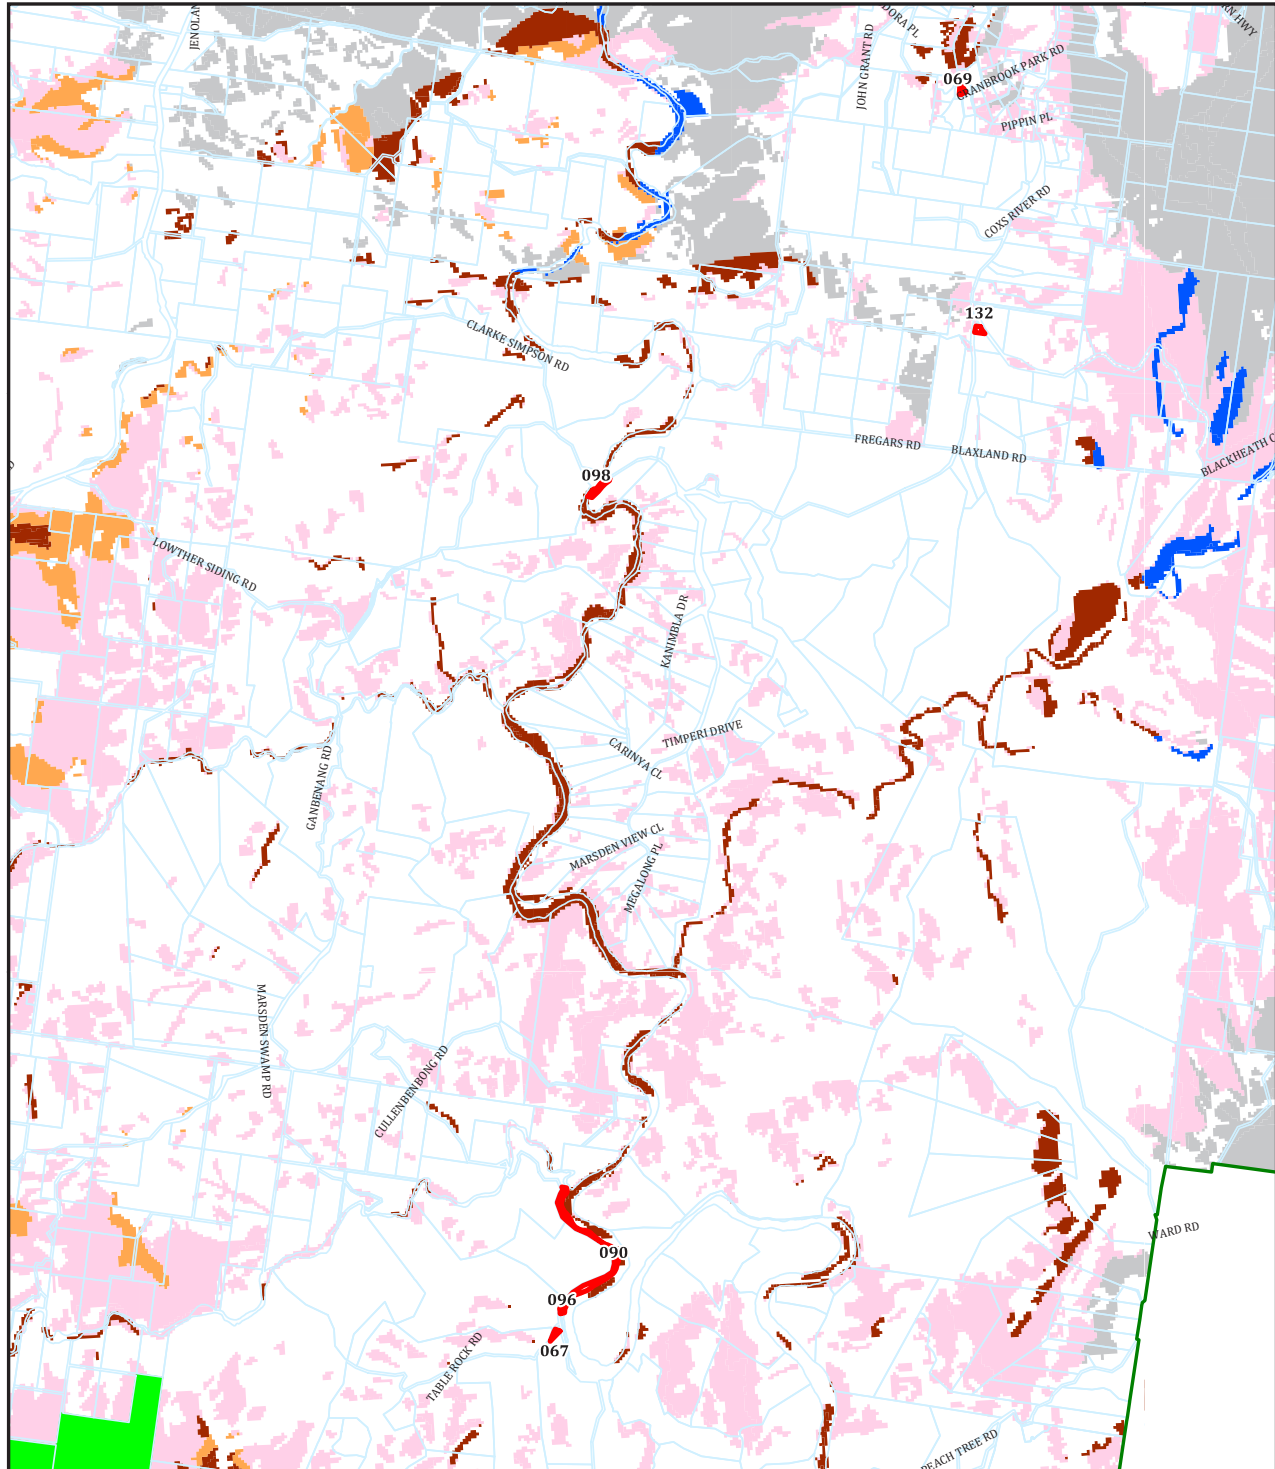 JENOLAN
DORA PL
RN HWY
JOHN GRANT RD
069
CRANBROOK PARK RD
PIPPIN PL
COXS RIVER RD
132
CLARKE SIMPSON RD
FREGARS RD
BLAXLAND RD
BLACKHEATH C
098
LOWTHER SIDING RD
KANIMBLA DR
TIMPERI DRIVE
CARINYA CL
GANBENANG RD
MARSDEN VIEW CL
MEGALONG PL
MARSDEN SWAMP RD
CULLENBENBONG RD
WARD RD
090
096
067
TABLE ROCK RD
PEACH TREE RD